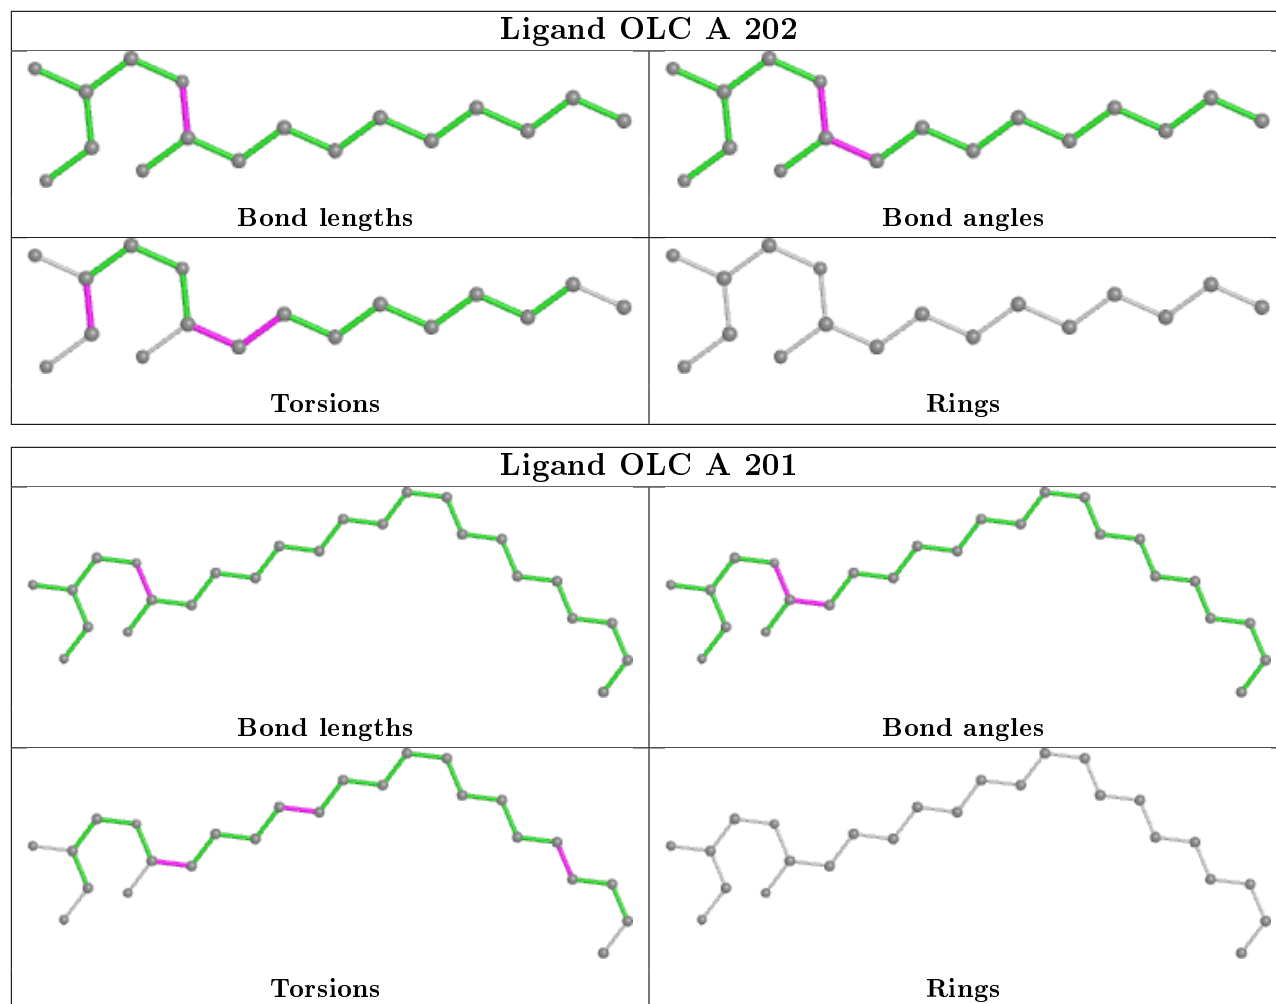 Ligand OLC A 202
Bond lengths
Bond angles
Torsions
Rings
Ligand OLC A 201
Bond lengths
Bond angles
Torsions
Rings